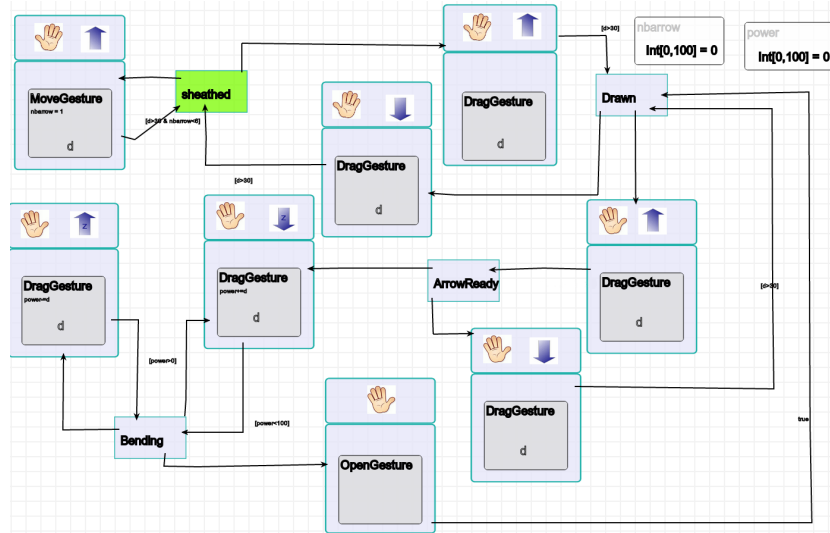 [d>30]
nbarrow
Int[0,100] = 0
power
Int[0,100] = 0
MoveGesture
nbarrow = 1
d
sheathed
[d>30 & nbarrow<6]
DragGesture
d
Drawn
DragGesture
d
[d>30]
z
z
DragGesture
power-=d
d
DragGesture
power+=d
d
ArrowReady
DragGesture
d
[d>30]
[power>0]
[power<100]
Bending
DragGesture
d
OpenGesture
true